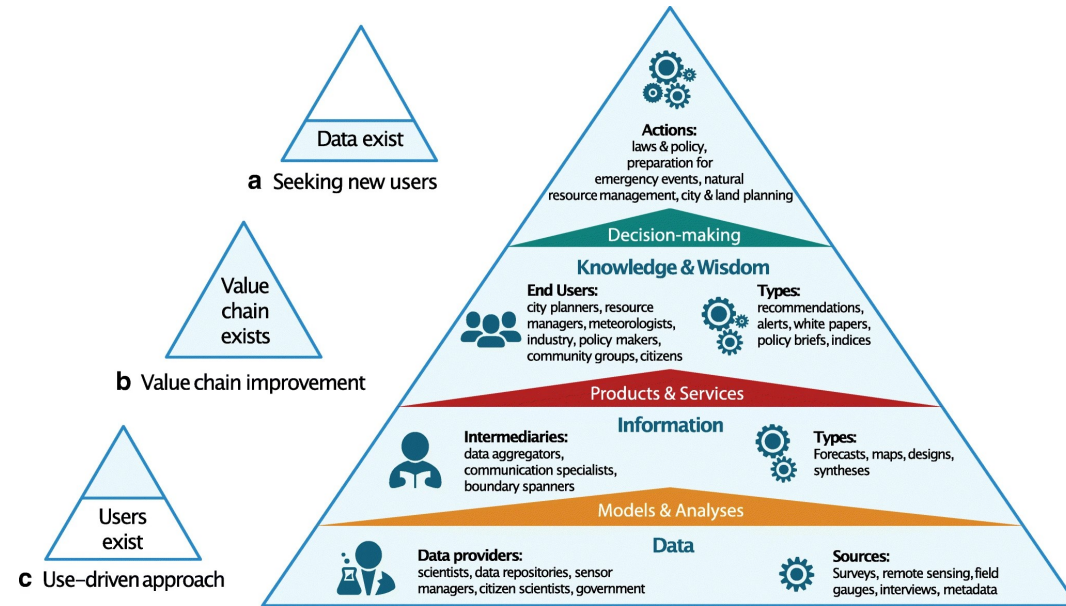 Data exist
a Seeking new users
Value
chain
exists
b Value chain improvement
Users
exist
c Use-driven approach
Actions:
laws & policy,
preparation for
emergency events, natural
resource management, city & land planning
Decision-making
Knowledge & Wisdom
End Users:
city planners, resource
managers, meteorologists,
industry, policy makers,
community groups, citizens
Types:
recommendations,
alerts, white papers,
policy briefs, indices
Products & Services
Information
Intermediaries:
data aggregators,
communication specialists,
boundary spanners
Types:
Forecasts, maps, designs,
syntheses
Models & Analyses
Data
Data providers:
scientists, data repositories, sensor
managers, citizen scientists, government
Sources:
Surveys, remote sensing, field
gauges, interviews, metadata